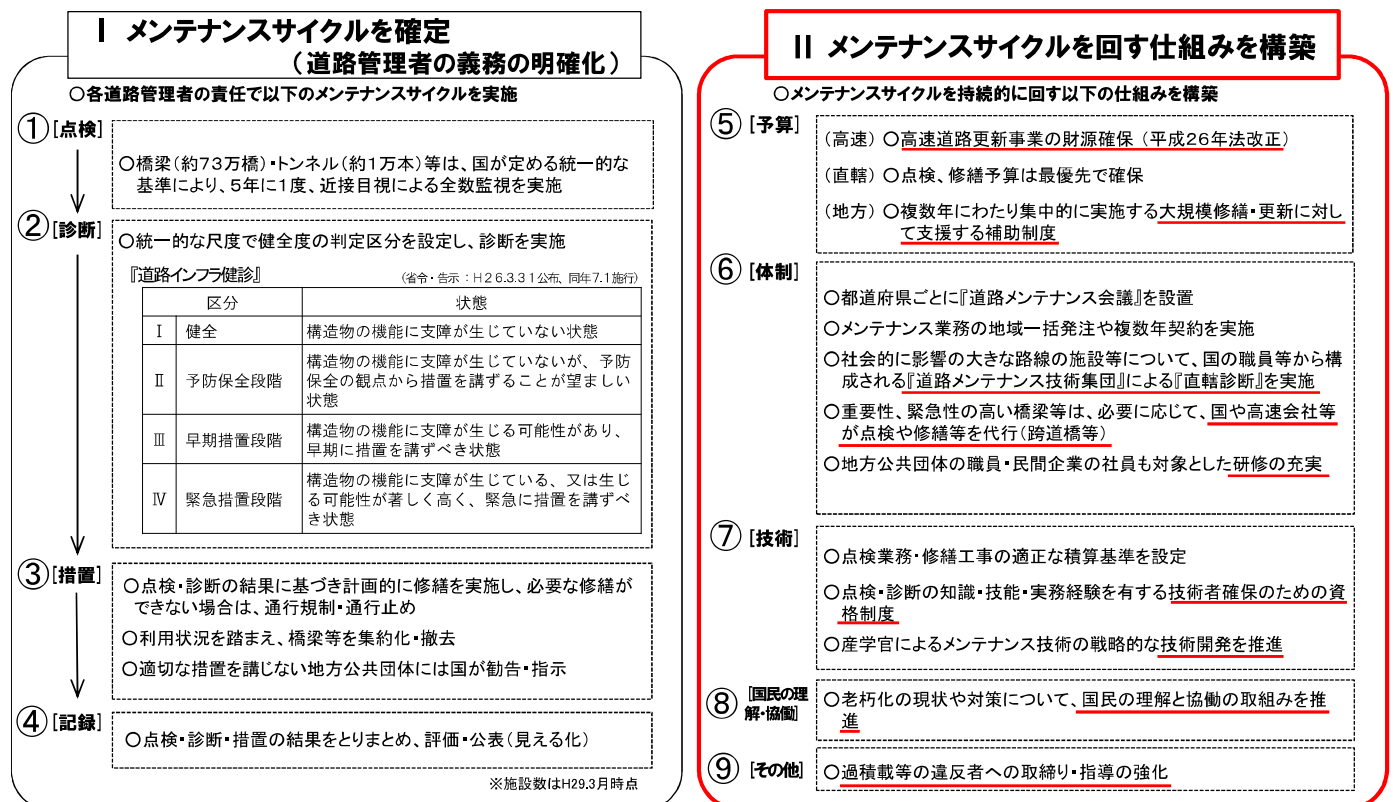 Ⅰ メンテナンスサイクルを確定
（道路管理者の義務の明確化）
○各道路管理者の責任で以下のメンテナンスサイクルを実施
①[点検]
○橋梁（約７３万橋）・トンネル（約１万本）等は、国が定める統一的な
基準により、５年に１度、近接目視による全数監視を実施
②[診断]
○統一的な尺度で健全度の判定区分を設定し、診断を実施
『道路インフラ健診』
（省令・告示：Ｈ２６.３.３１公布、同年７.１施行）
区分 状態
Ⅰ 健全 構造物の機能に支障が生じていない状態
Ⅱ 予防保全段階 構造物の機能に支障が生じていないが、予防
保全の観点から措置を講ずることが望ましい
状態
Ⅲ 早期措置段階 構造物の機能に支障が生じる可能性があり、
早期に措置を講ずべき状態
Ⅳ 緊急措置段階 構造物の機能に支障が生じている、又は生じ
る可能性が著しく高く、緊急に措置を講ずべ
き状態
③[措置]
○点検・診断の結果に基づき計画的に修繕を実施し、必要な修繕が
できない場合は、通行規制・通行止め
○利用状況を踏まえ、橋梁等を集約化・撤去
○適切な措置を講じない地方公共団体には国が勧告・指示
④[記録]
○点検・診断・措置の結果をとりまとめ、評価・公表（見える化）
※施設数はH29.3月時点
Ⅱ メンテナンスサイクルを回す仕組みを構築
○メンテナンスサイクルを持続的に回す以下の仕組みを構築
⑤[予算]
（高速）○高速道路更新事業の財源確保（平成２６年法改正）
（直轄）○点検、修繕予算は最優先で確保
（地方）○複数年にわたり集中的に実施する大規模修繕・更新に対し
て支援する補助制度
⑥[体制]
○都道府県ごとに『道路メンテナンス会議』を設置
○メンテナンス業務の地域一括発注や複数年契約を実施
○社会的に影響の大きな路線の施設等について、国の職員等から構
成される『道路メンテナンス技術集団』による『直轄診断』を実施
○重要性、緊急性の高い橋梁等は、必要に応じて、国や高速会社等
が点検や修繕等を代行（跨道橋等）
○地方公共団体の職員・民間企業の社員も対象とした研修の充実
⑦[技術]
○点検業務・修繕工事の適正な積算基準を設定
○点検・診断の知識・技能・実務経験を有する技術者確保のための資
格制度
○産学官によるメンテナンス技術の戦略的な技術開発を推進
⑧[国民の理
解・協働]
○老朽化の現状や対策について、国民の理解と協働の取組みを推
進
⑨[その他]
○過積載等の違反者への取締り・指導の強化